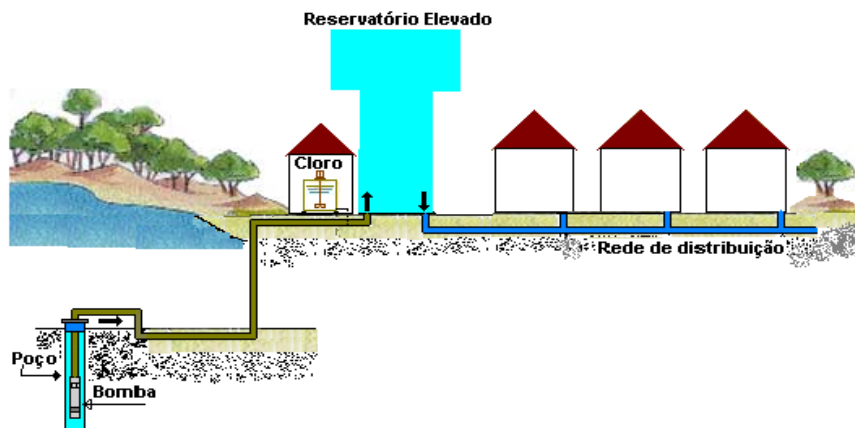 Reservatório Elevado
Cloro
Rede de distribuição
Poço
Bomba